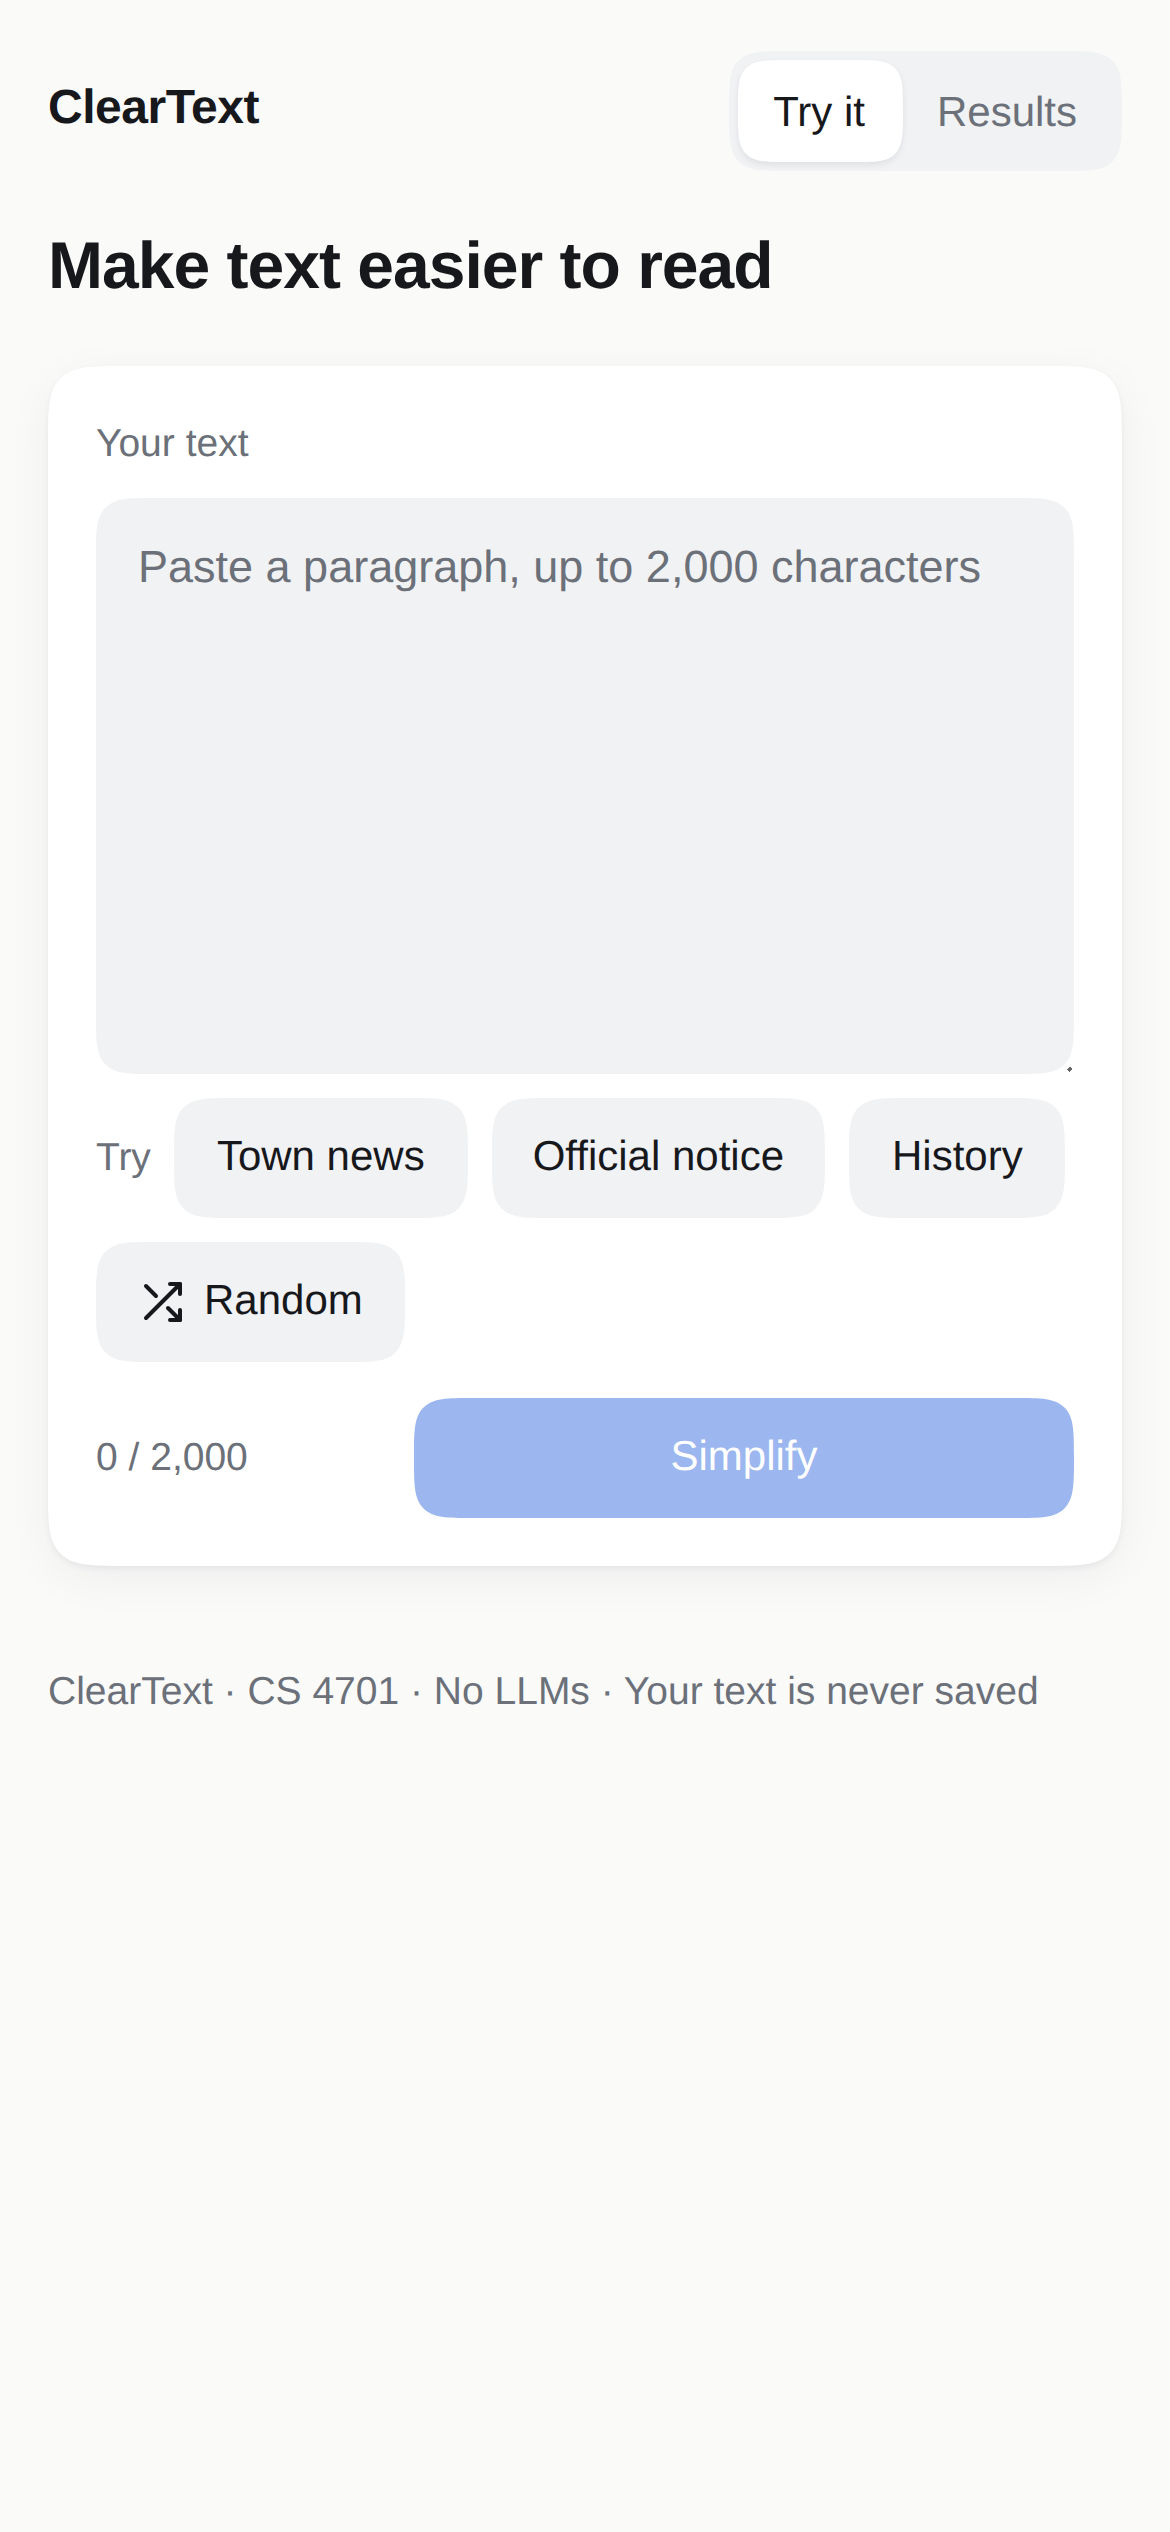 ClearText
Try it
Results
Make text easier to read
Your text
Paste a paragraph, up to 2,000 characters
Try
Town news
Official notice
History
Random
0 / 2,000
Simplify
ClearText · CS 4701 · No LLMs · Your text is never saved